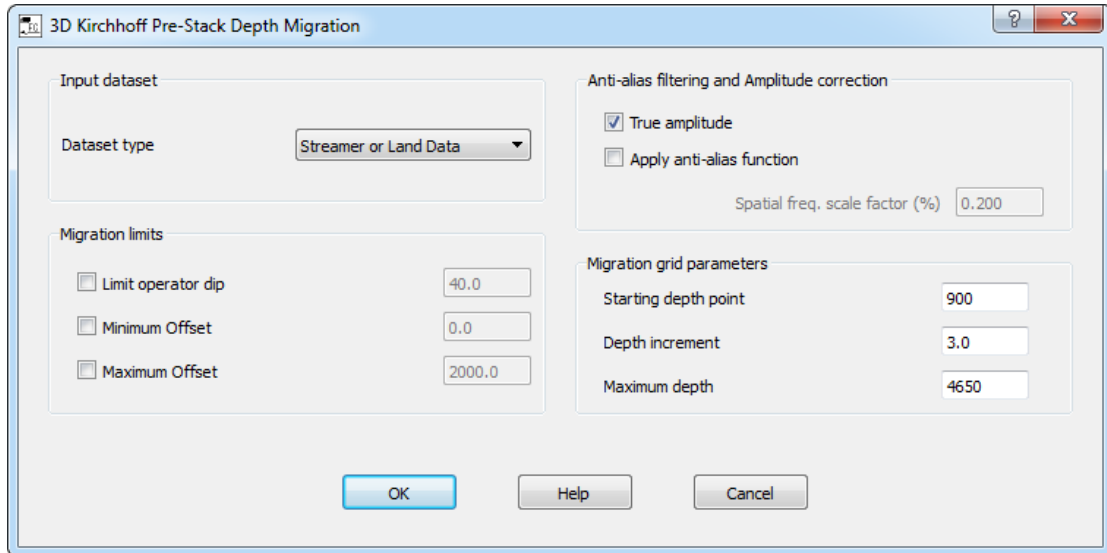 3D Kirchhoff Pre-Stack Depth Migration
Input dataset
Dataset type
Streamer or Land Data
Migration limits
Limit operator dip
40.0
Minimum Offset
0.0
Maximum Offset
2000.0
Anti-alias filtering and Amplitude correction
True amplitude
Apply anti-alias function
Spatial freq. scale factor (%)
0.200
Migration grid parameters
Starting depth point
900
Depth increment
3.0
Maximum depth
4650
OK
Help
Cancel